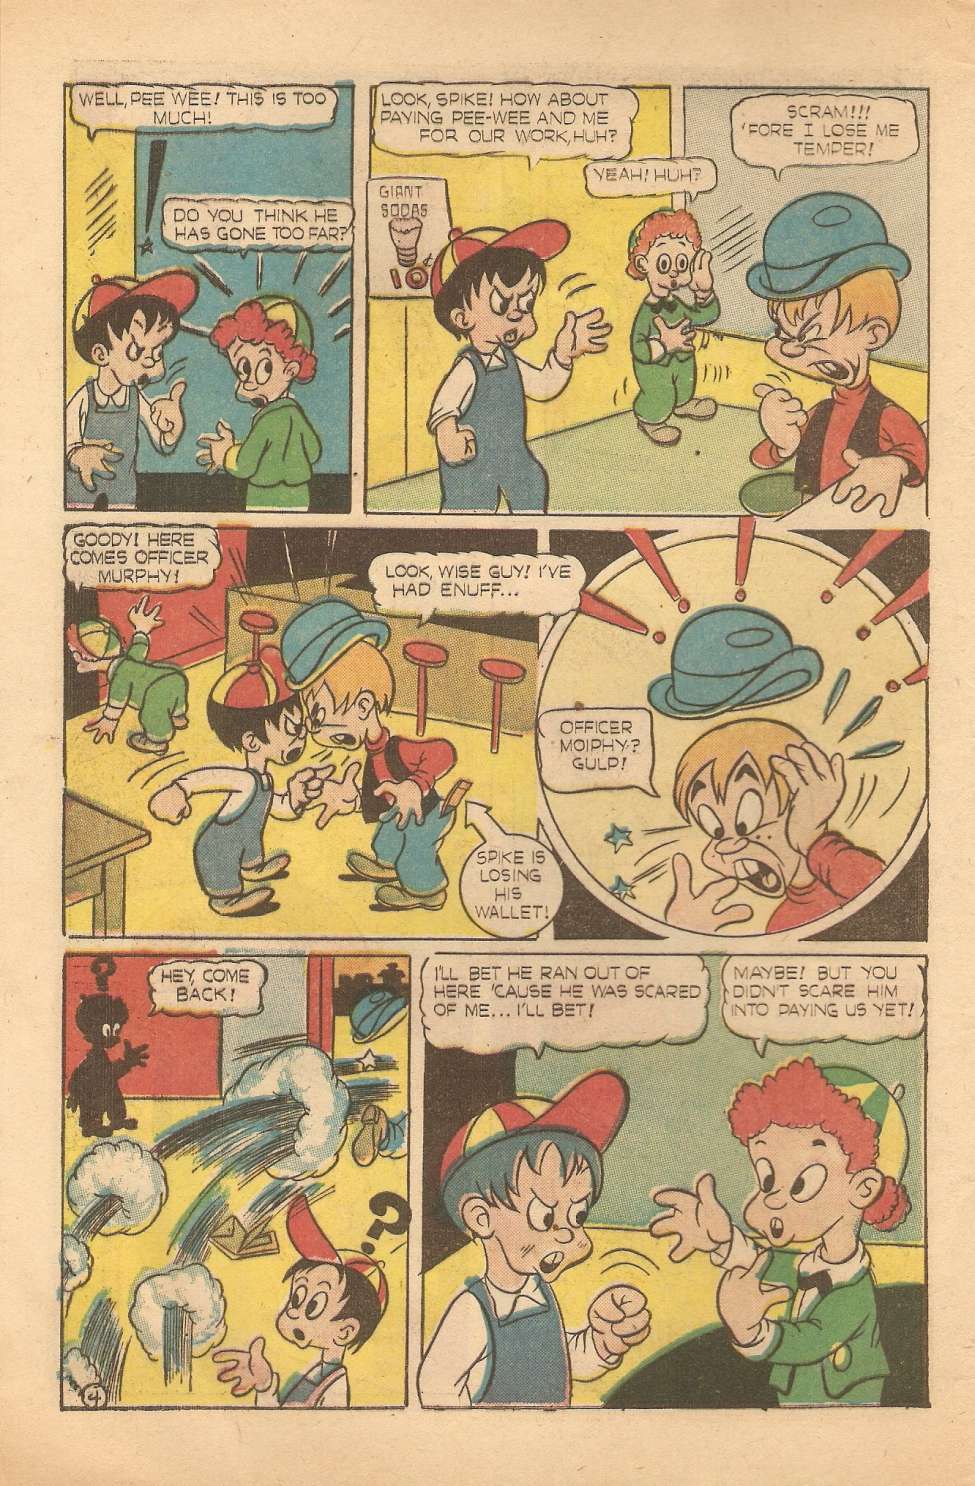 WELL, PEE WEE! THIS IS TOO
MUCH!
DO YOU THINK HE
HAS GONE TOO FAR?
LOOK, SPIKE! HOW ABOUT
PAYING PEE-WEE AND ME
FOR OUR WORK, HUH?
YEAH! HUH?
SCRAM!!!
'FORE I LOSE ME
TEMPER!
GIANT
SODAS
10¢
GOODY! HERE
COMES OFFICER
MURPHY!
LOOK, WISE GUY! I'VE
HAD ENUFF...
SPIKE IS
LOSING
HIS
WALLET!
OFFICER
MOIPHY?
GULP!
?
HEY, COME
BACK!
?
I'LL BET HE RAN OUT OF
HERE 'CAUSE HE WAS SCARED
OF ME... I'LL BET!
MAYBE! BUT YOU
DIDN'T SCARE HIM
INTO PAYING US YET!
4